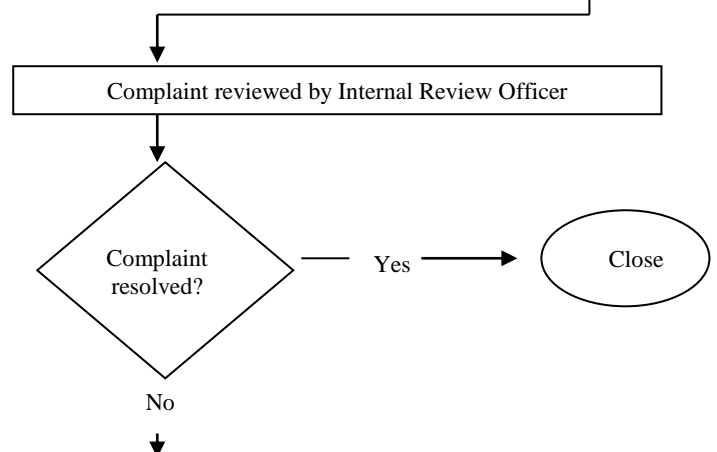 Complaint reviewed by Internal Review Officer
Complaint
resolved?
Yes
Close
No